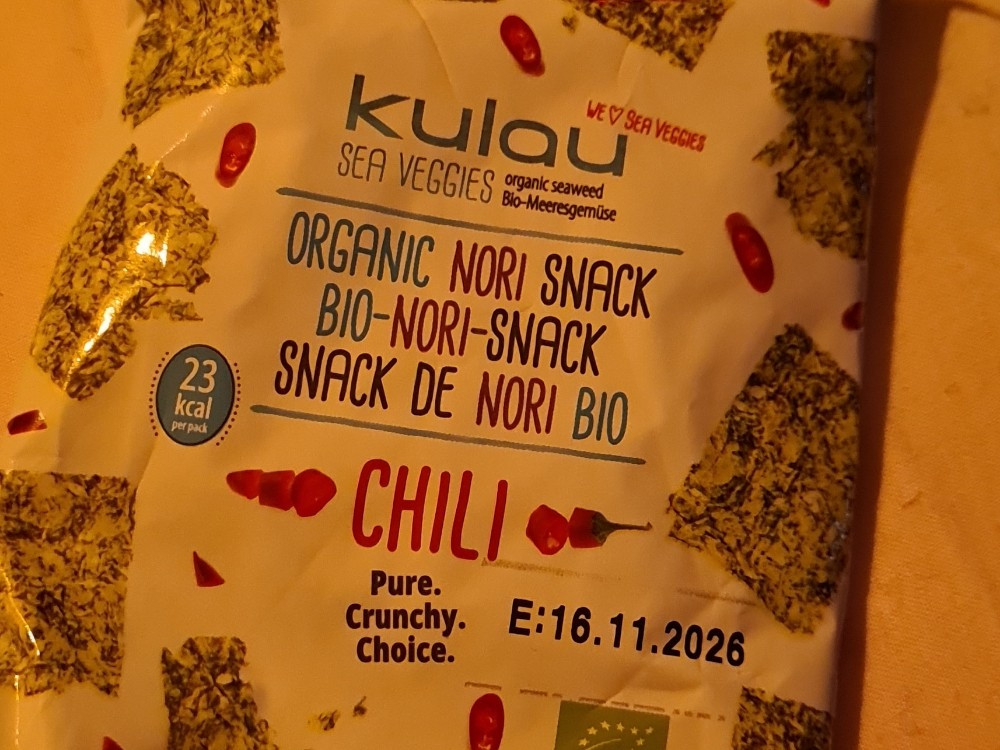 kulau
WE ♡ SEA VEGGIES
SEA VEGGIES
organic seaweed
Bio-Meeresgemüse
ORGANIC NORI SNACK
BIO-NORI-SNACK
SNACK DE NORI BIO
23
kcal
per pack
CHILI
Pure.
Crunchy.
Choice.
E:16.11.2026